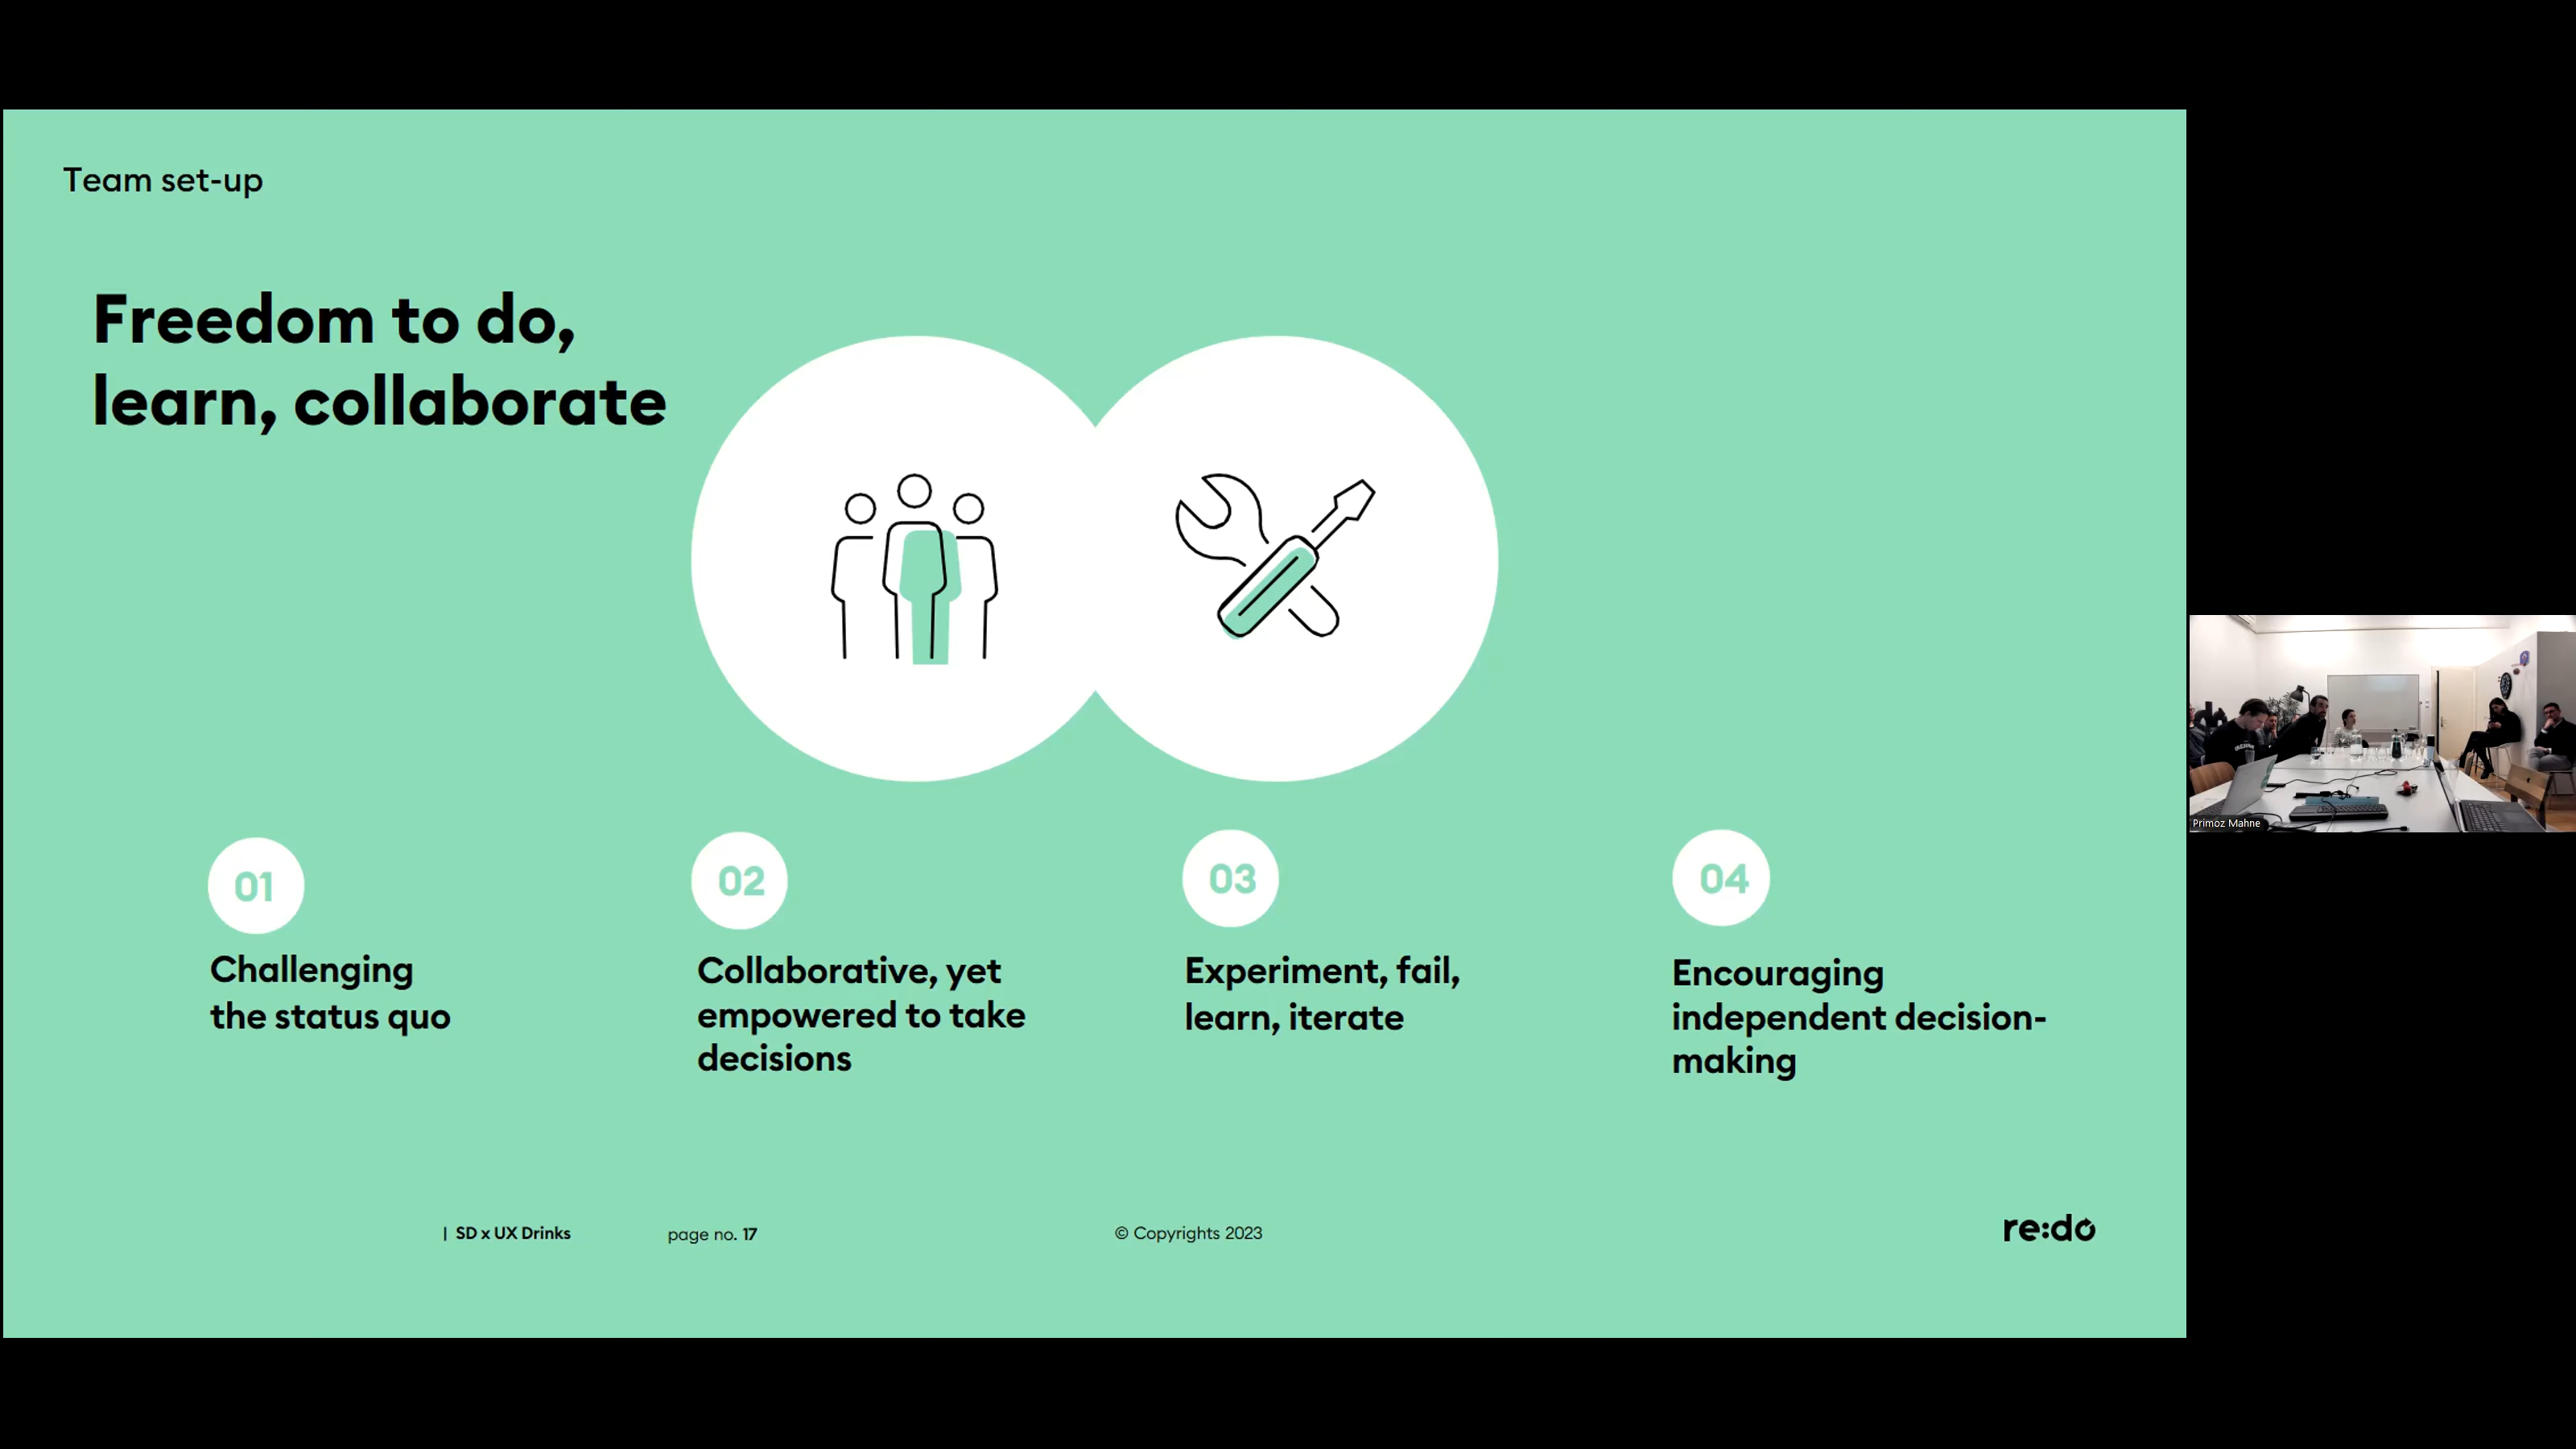 Team set-up
Freedom to do,
learn, collaborate
01
Challenging
the status quo
02
Collaborative, yet
empowered to take
decisions
03
Experiment, fail,
learn, iterate
04
Encouraging
independent decision-
making
| SD x UX Drinks
page no. 17
© Copyrights 2023
re:do
Primoz Mahne